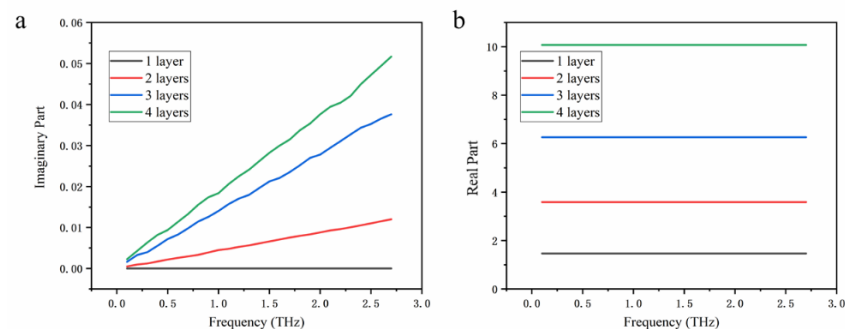 a
0.06
0.05
0.04
0.03
0.02
0.01
0.00
Imaginary Part
1 layer
2 layers
3 layers
4 layers
0.0 0.5 1.0 1.5 2.0 2.5 3.0
Frequency (THz)
b
10
8
6
4
2
0
Real Part
1 layer
2 layers
3 layers
4 layers
0.0 0.5 1.0 1.5 2.0 2.5 3.0
Frequency (THz)